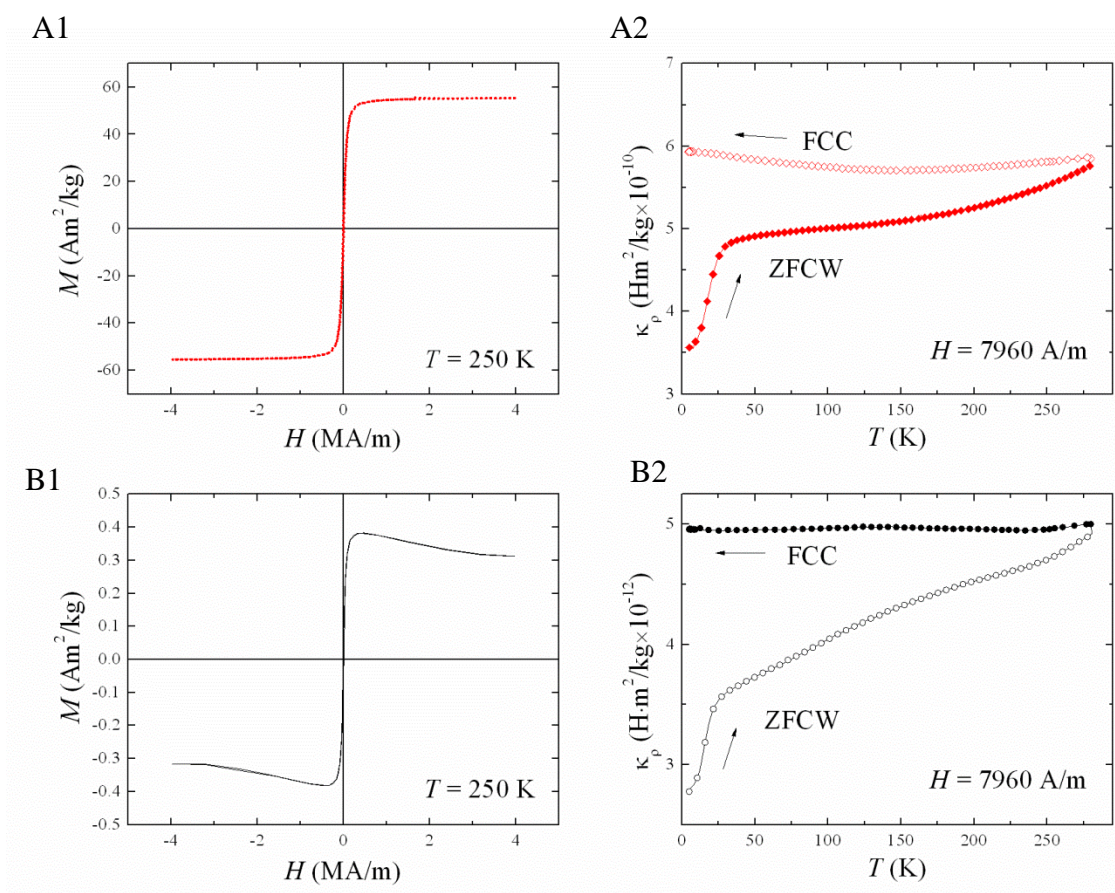 A1
60
40
20
0
-20
-40
-60
-4
-2
0
2
4
M (Am²/kg)
H (MA/m)
T = 250 K
A2
7
6
5
4
3
0
50
100
150
200
250
κρ (Hm²/kg×10⁻¹⁰)
T (K)
FCC
ZFCW
H = 7960 A/m
B1
0.5
0.4
0.3
0.2
0.1
0.0
-0.1
-0.2
-0.3
-0.4
-0.5
-4
-2
0
2
4
M (Am²/kg)
H (MA/m)
T = 250 K
B2
5
4
3
0
50
100
150
200
250
κρ (H·m²/kg×10⁻¹²)
T (K)
FCC
ZFCW
H = 7960 A/m